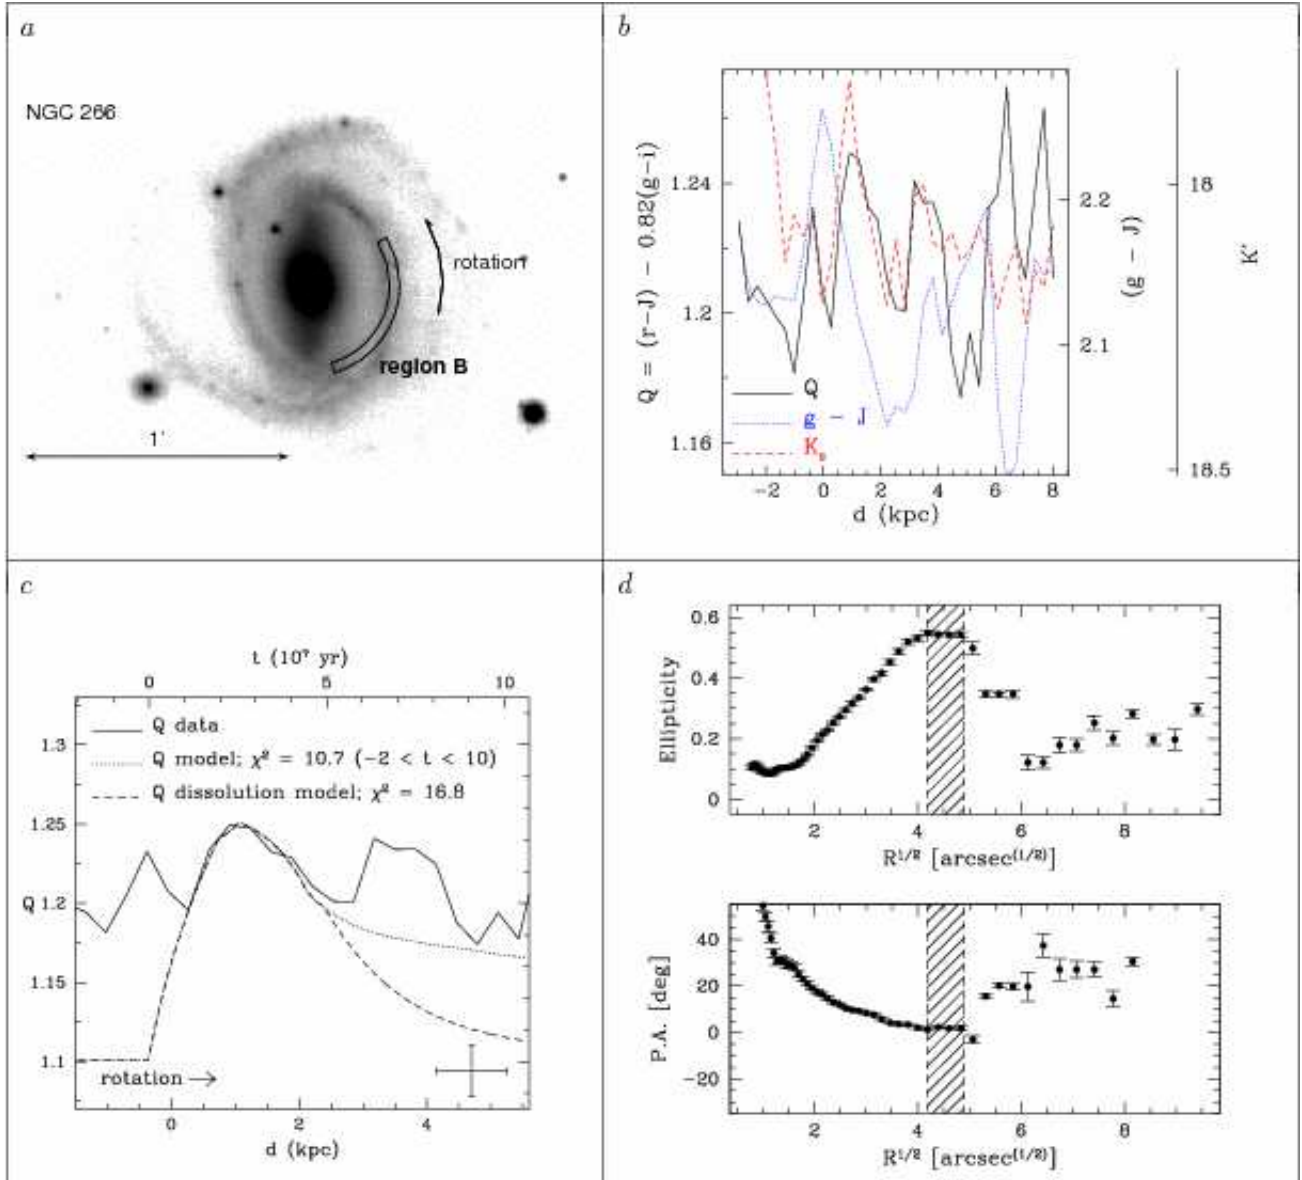 a
NGC 266
rotation
region B
1'
b
Q = (r−J) − 0.82(g−i)
1.24
1.2
1.16
2.2
2.1
(g − J)
18
18.5
K'
Q
g − J
Ks
−2 0 2 4 6 8
d (kpc)
c
t (10⁷ yr)
0 5 10
Q data
Q model; χ² = 10.7 (−2 < t < 10)
Q dissolution model; χ² = 16.8
1.3
1.25
Q 1.2
1.15
1.1
rotation →
0 2 4
d (kpc)
d
Ellipticity
0.6
0.4
0.2
0
2 4 6 8
R^1/2 [arcsec^(1/2)]
P.A. [deg]
40
20
0
−20
2 4 6 8
R^1/2 [arcsec^(1/2)]